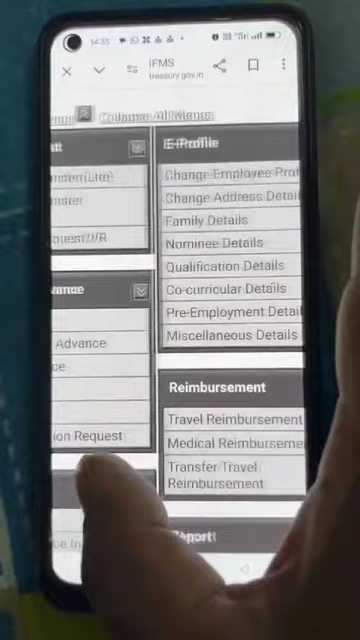 14:35
IFMS
treasury.gov.in
Collapse All Menus
E-Profile
Change Employee Prof
Change Address Detail
Family Details
Nominee Details
Qualification Details
Co-curricular Details
Pre-Employment Detail
Miscellaneous Details
Advance
ion Request
Reimbursement
Travel Reimbursement
Medical Reimburseme
Transfer Travel
Reimbursement
Report